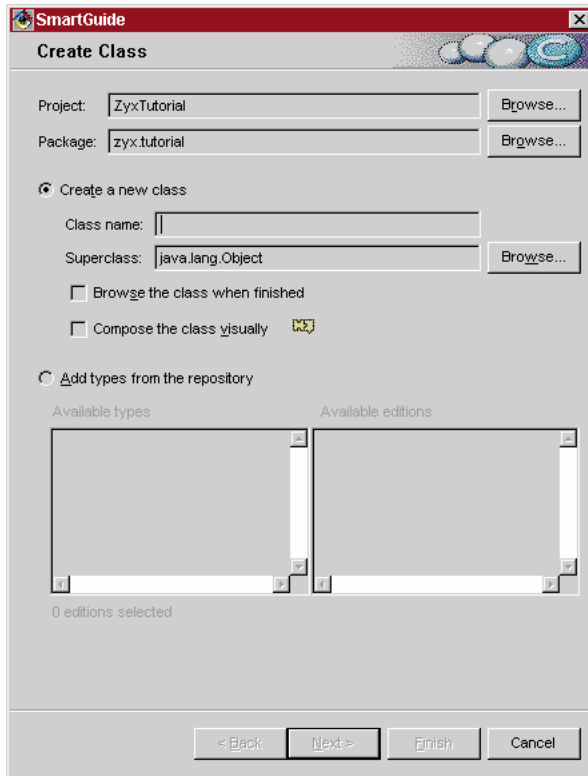 SmartGuide
Create Class
Project: ZyxTutorial Browse...
Package: zyx.tutorial Browse...
Create a new class
Class name:
Superclass: java.lang.Object Browse...
Browse the class when finished
Compose the class visually
Add types from the repository
Available types Available editions
0 editions selected
< Back Next > Finish Cancel